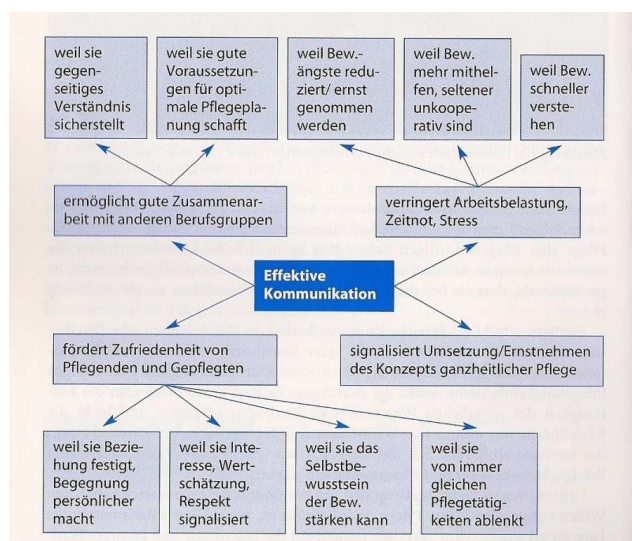 weil sie
gegen-
seitiges
Verständnis
sicherstellt
weil sie gute
Voraussetzun-
gen für opti-
male Pflegepla-
nung schafft
weil Bew.-
ängste redu-
ziert/ ernst
genommen
werden
weil Bew.
mehr mithel-
fen, seltener
unkoope-
rativ sind
weil Bew.
schneller
verste-
hen
ermöglicht gute Zusammenar-
beit mit anderen Berufsgruppen
verringert Arbeitsbelastung,
Zeitnot, Stress
Effektive
Kommunikation
fördert Zufriedenheit von
Pflegenden und Gepflegten
signalisiert Umsetzung/Ernstnehmen
des Konzepts ganzheitlicher Pflege
weil sie Bezie-
hung festigt,
Begegnung
persönlicher
macht
weil sie Inte-
resse, Wert-
schätzung,
Respekt
signalisiert
weil sie das
Selbstbe-
wusstsein
der Bew.
stärken kann
weil sie
von immer
gleichen
Pflegetätig-
keiten ablenkt